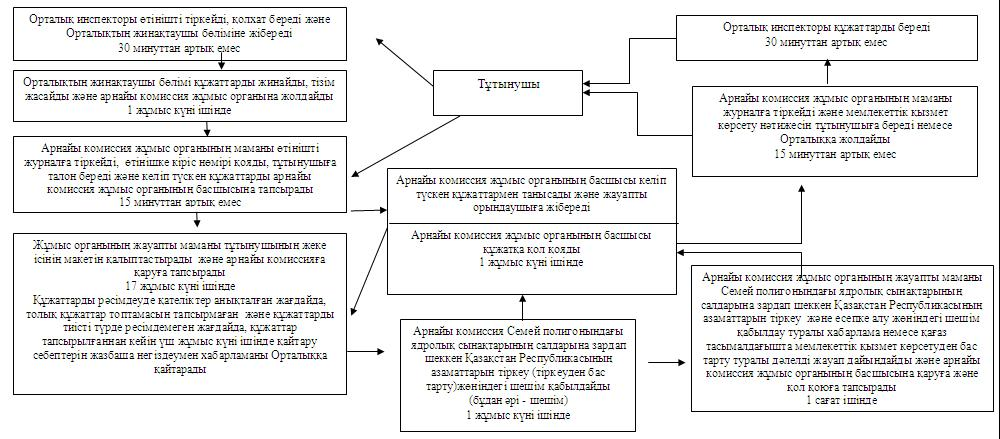 Орталық инспекторы өтінішті тіркейді, қолхат береді және
Орталықтың жинақтаушы бөліміне жібереді
30 минуттан артық емес
Орталықтың жинақтаушы бөлімі құжаттарды жинайды, тізім
жасайды және арнайы комиссия жұмыс органына жолдайды
1 жұмыс күні ішінде
Арнайы комиссия жұмыс органының маманы өтінішті
журналға тіркейді, өтінішке кіріс нөмірі қояды, тұтынушыға
талон береді және келіп түскен құжаттарды арнайы
комиссия жұмыс органының басшысына тапсырады
15 минуттан артық емес
Жұмыс органының жауапты маманы тұтынушының жеке
ісінің макетін қалыптастырады және арнайы комиссияға
қаруға тапсырады
17 жұмыс күні ішінде
Құжаттарды рәсімдеуде қателіктер анықталған жағдайда,
толық құжаттар топтамасын тапсырмаған және құжаттарды
тиісті түрде ресімдемеген жағдайда, құжаттар
тапсырылғаннан кейін үш жұмыс күні ішінде қайтару
себептерін жазбаша негіздеумен хабарламаны Орталыққа
қайтарады
Тұтынушы
Арнайы комиссия жұмыс органының басшысы келіп
түскен құжаттармен танысады және жауапты
орындаушыға жібереді
Арнайы комиссия жұмыс органының басшысы
құжатқа қол қояды
1 жұмыс күні ішінде
Арнайы комиссия Семей полигонындағы
ядролық сынақтарының салдарына зардап
шеккен Қазақстан Республикасының
азаматтарын тіркеу (тіркеуден бас
тарту)жөніндегі шешім қабылдайды
(бұдан әрі - шешім)
1 жұмыс күні ішінде
Орталық инспекторы құжаттарды береді
30 минуттан артық емес
Арнайы комиссия жұмыс органының маманы
журналға тіркейді және мемлекеттік қызмет
көрсету нәтижесін тұтынушыға береді немесе
Орталыққа жолдайды
15 минуттан артық емес
Арнайы комиссия жұмыс органының жауапты маманы
Семей полигонындағы ядролық сынақтарының
салдарына зардап шеккен Қазақстан Республикасының
азаматтарын тіркеу және есепке алу жөніндегі шешім
қабылдау туралы хабарлама немесе қағаз
тасымалдағышта мемлекеттік қызмет көрсетуден бас
тарту туралы дәлелді жауап дайындайды және арнайы
комиссия жұмыс органының басшысына қаруға және
қол қоюға тапсырады
1 сағат ішінде